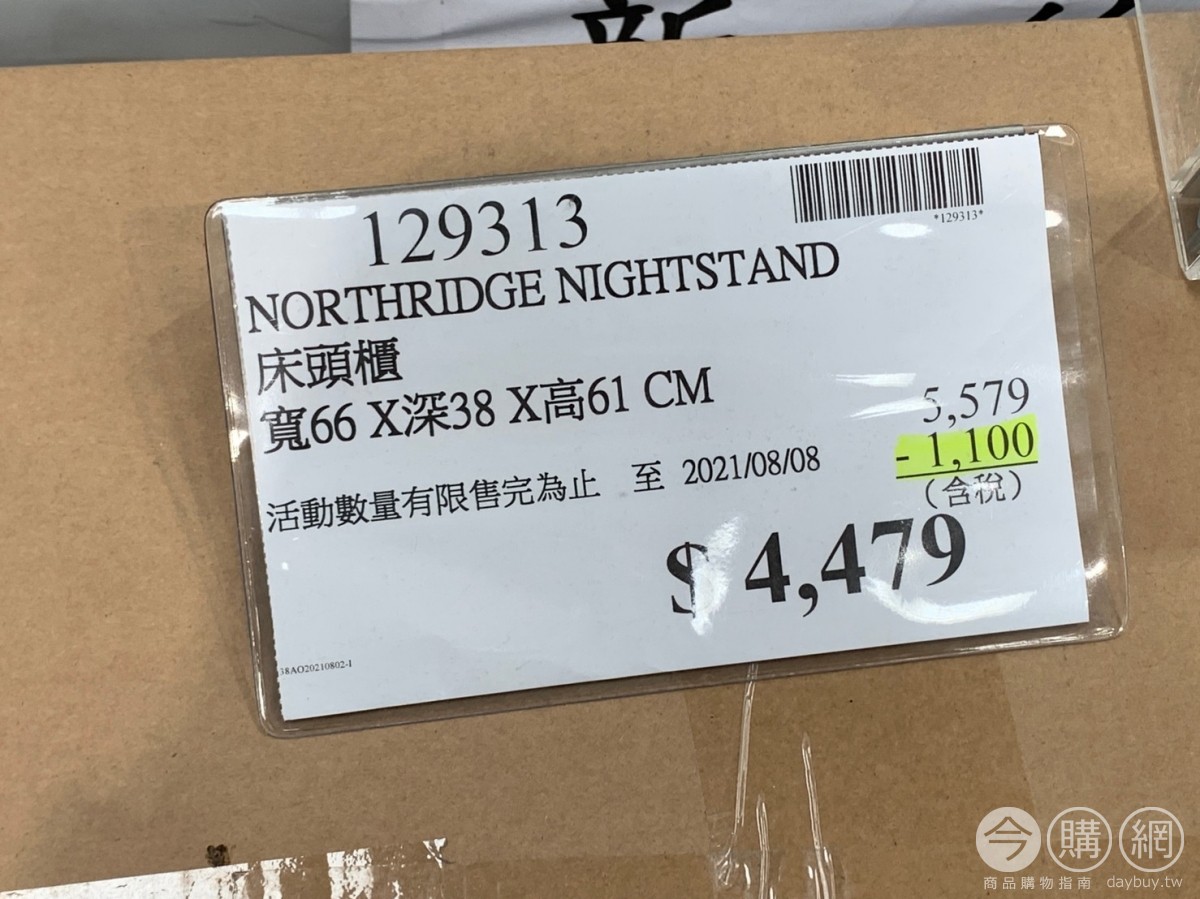 新
129313
*129313*
NORTHRIDGE NIGHTSTAND
床頭櫃
寬66 X深38 X高61 CM
5,579
- 1,100
活動數量有限售完為止 至 2021/08/08
(含稅)
$ 4,479
38AO20210802-1
今購網
商品購物指南 daybuy.tw